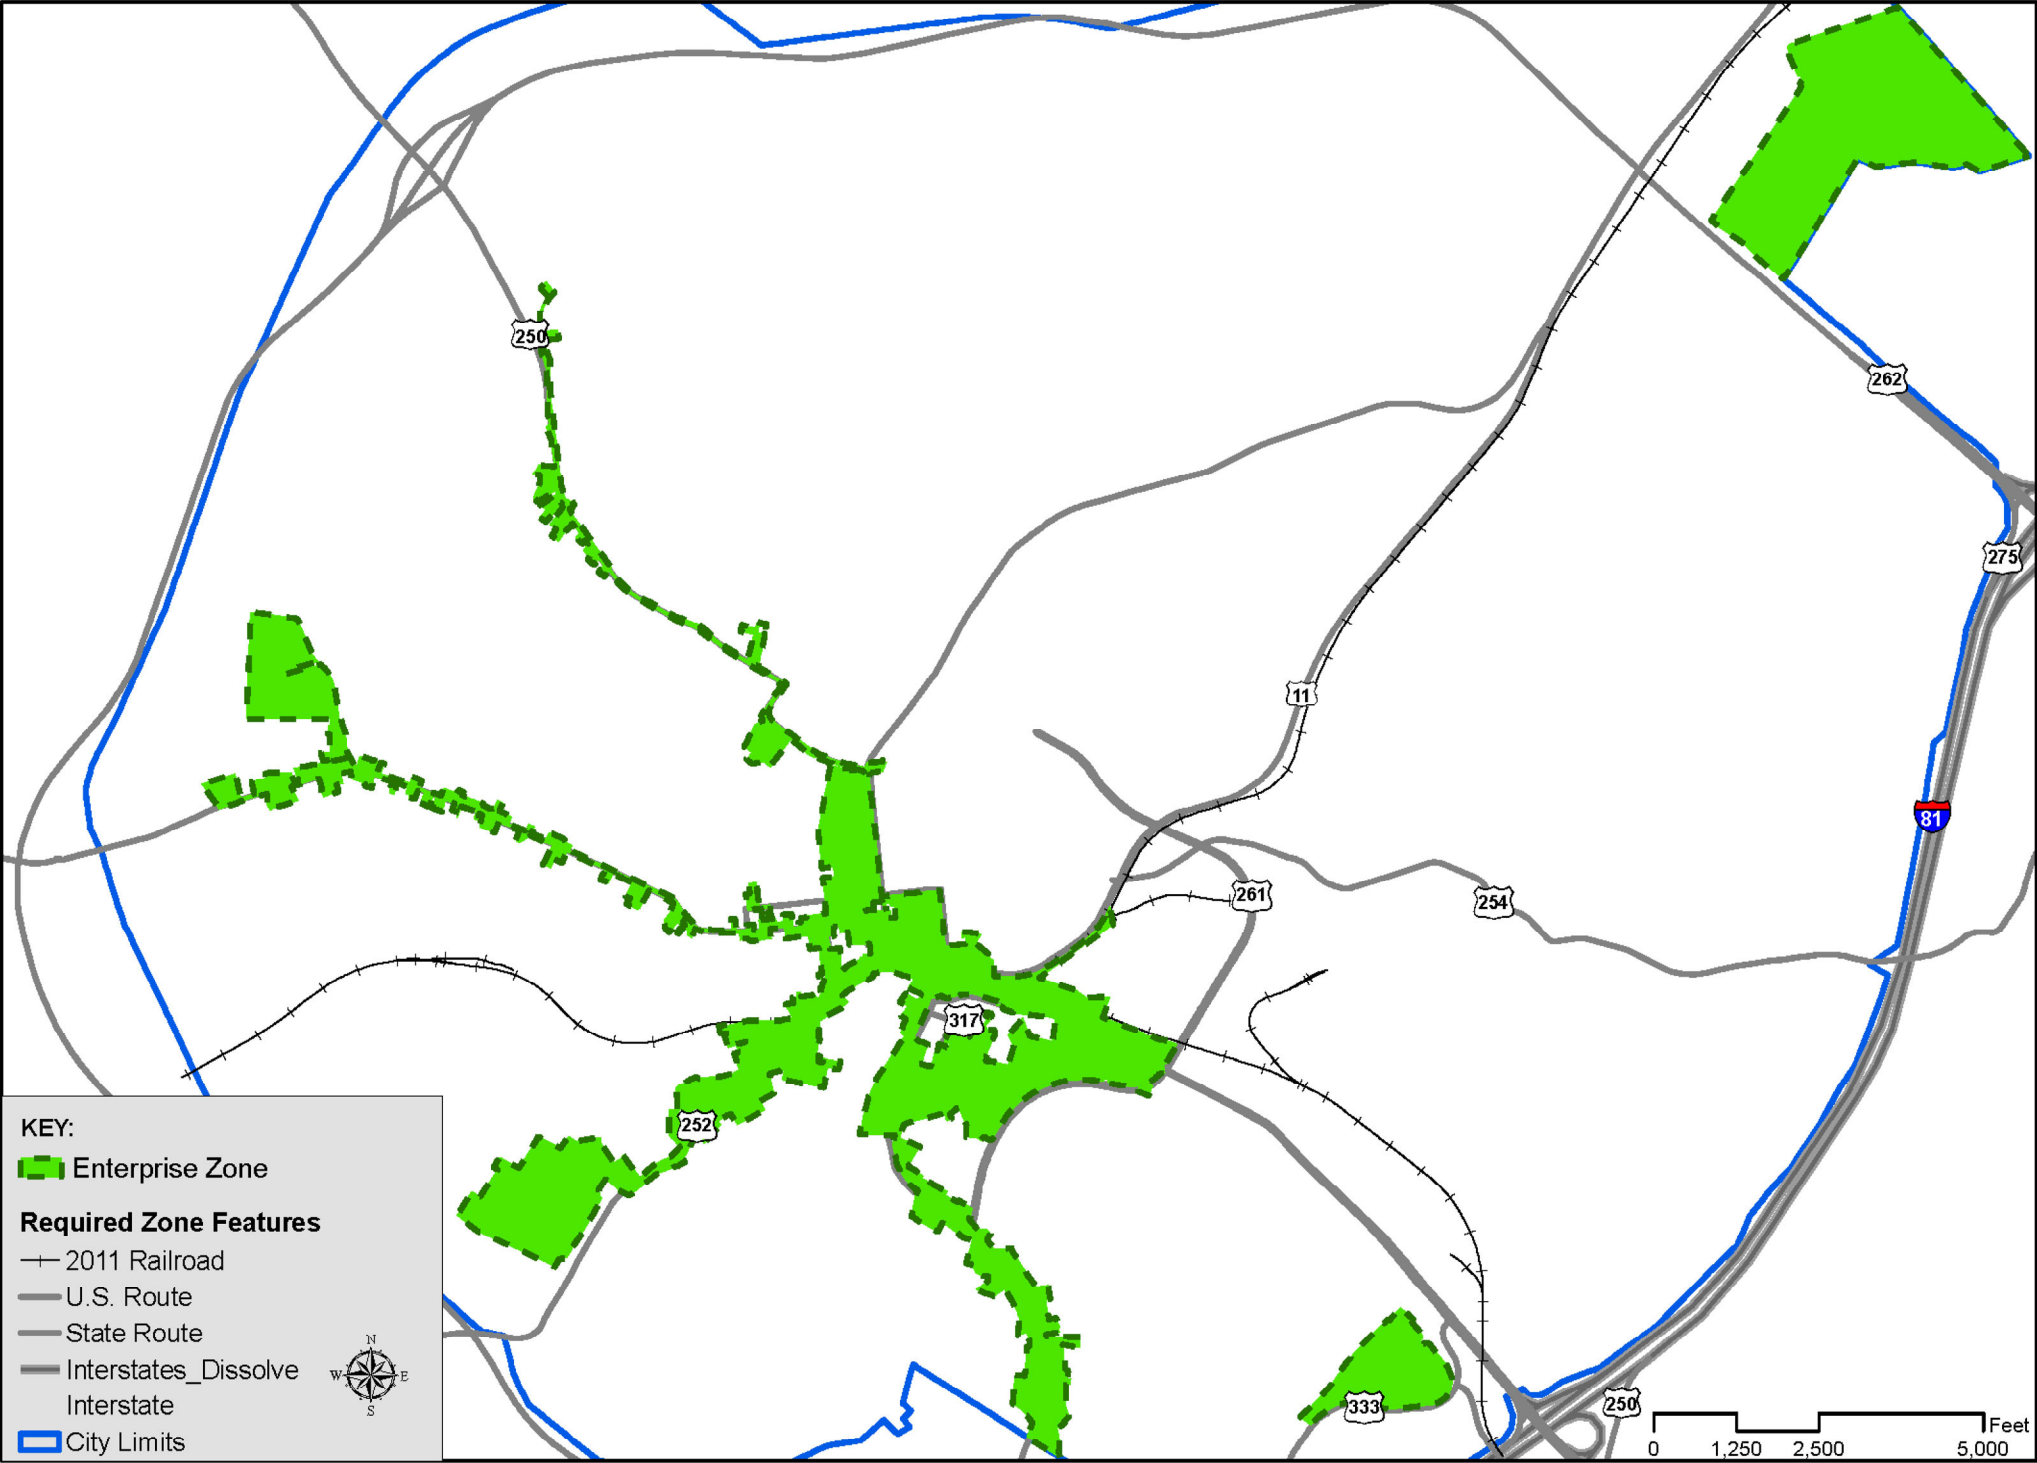 250
262
275
11
81
261
254
317
252
333
250
KEY:
Enterprise Zone
Required Zone Features
2011 Railroad
U.S. Route
State Route
Interstates_Dissolve
Interstate
City Limits
N
W E
S
Feet
0 1,250 2,500 5,000